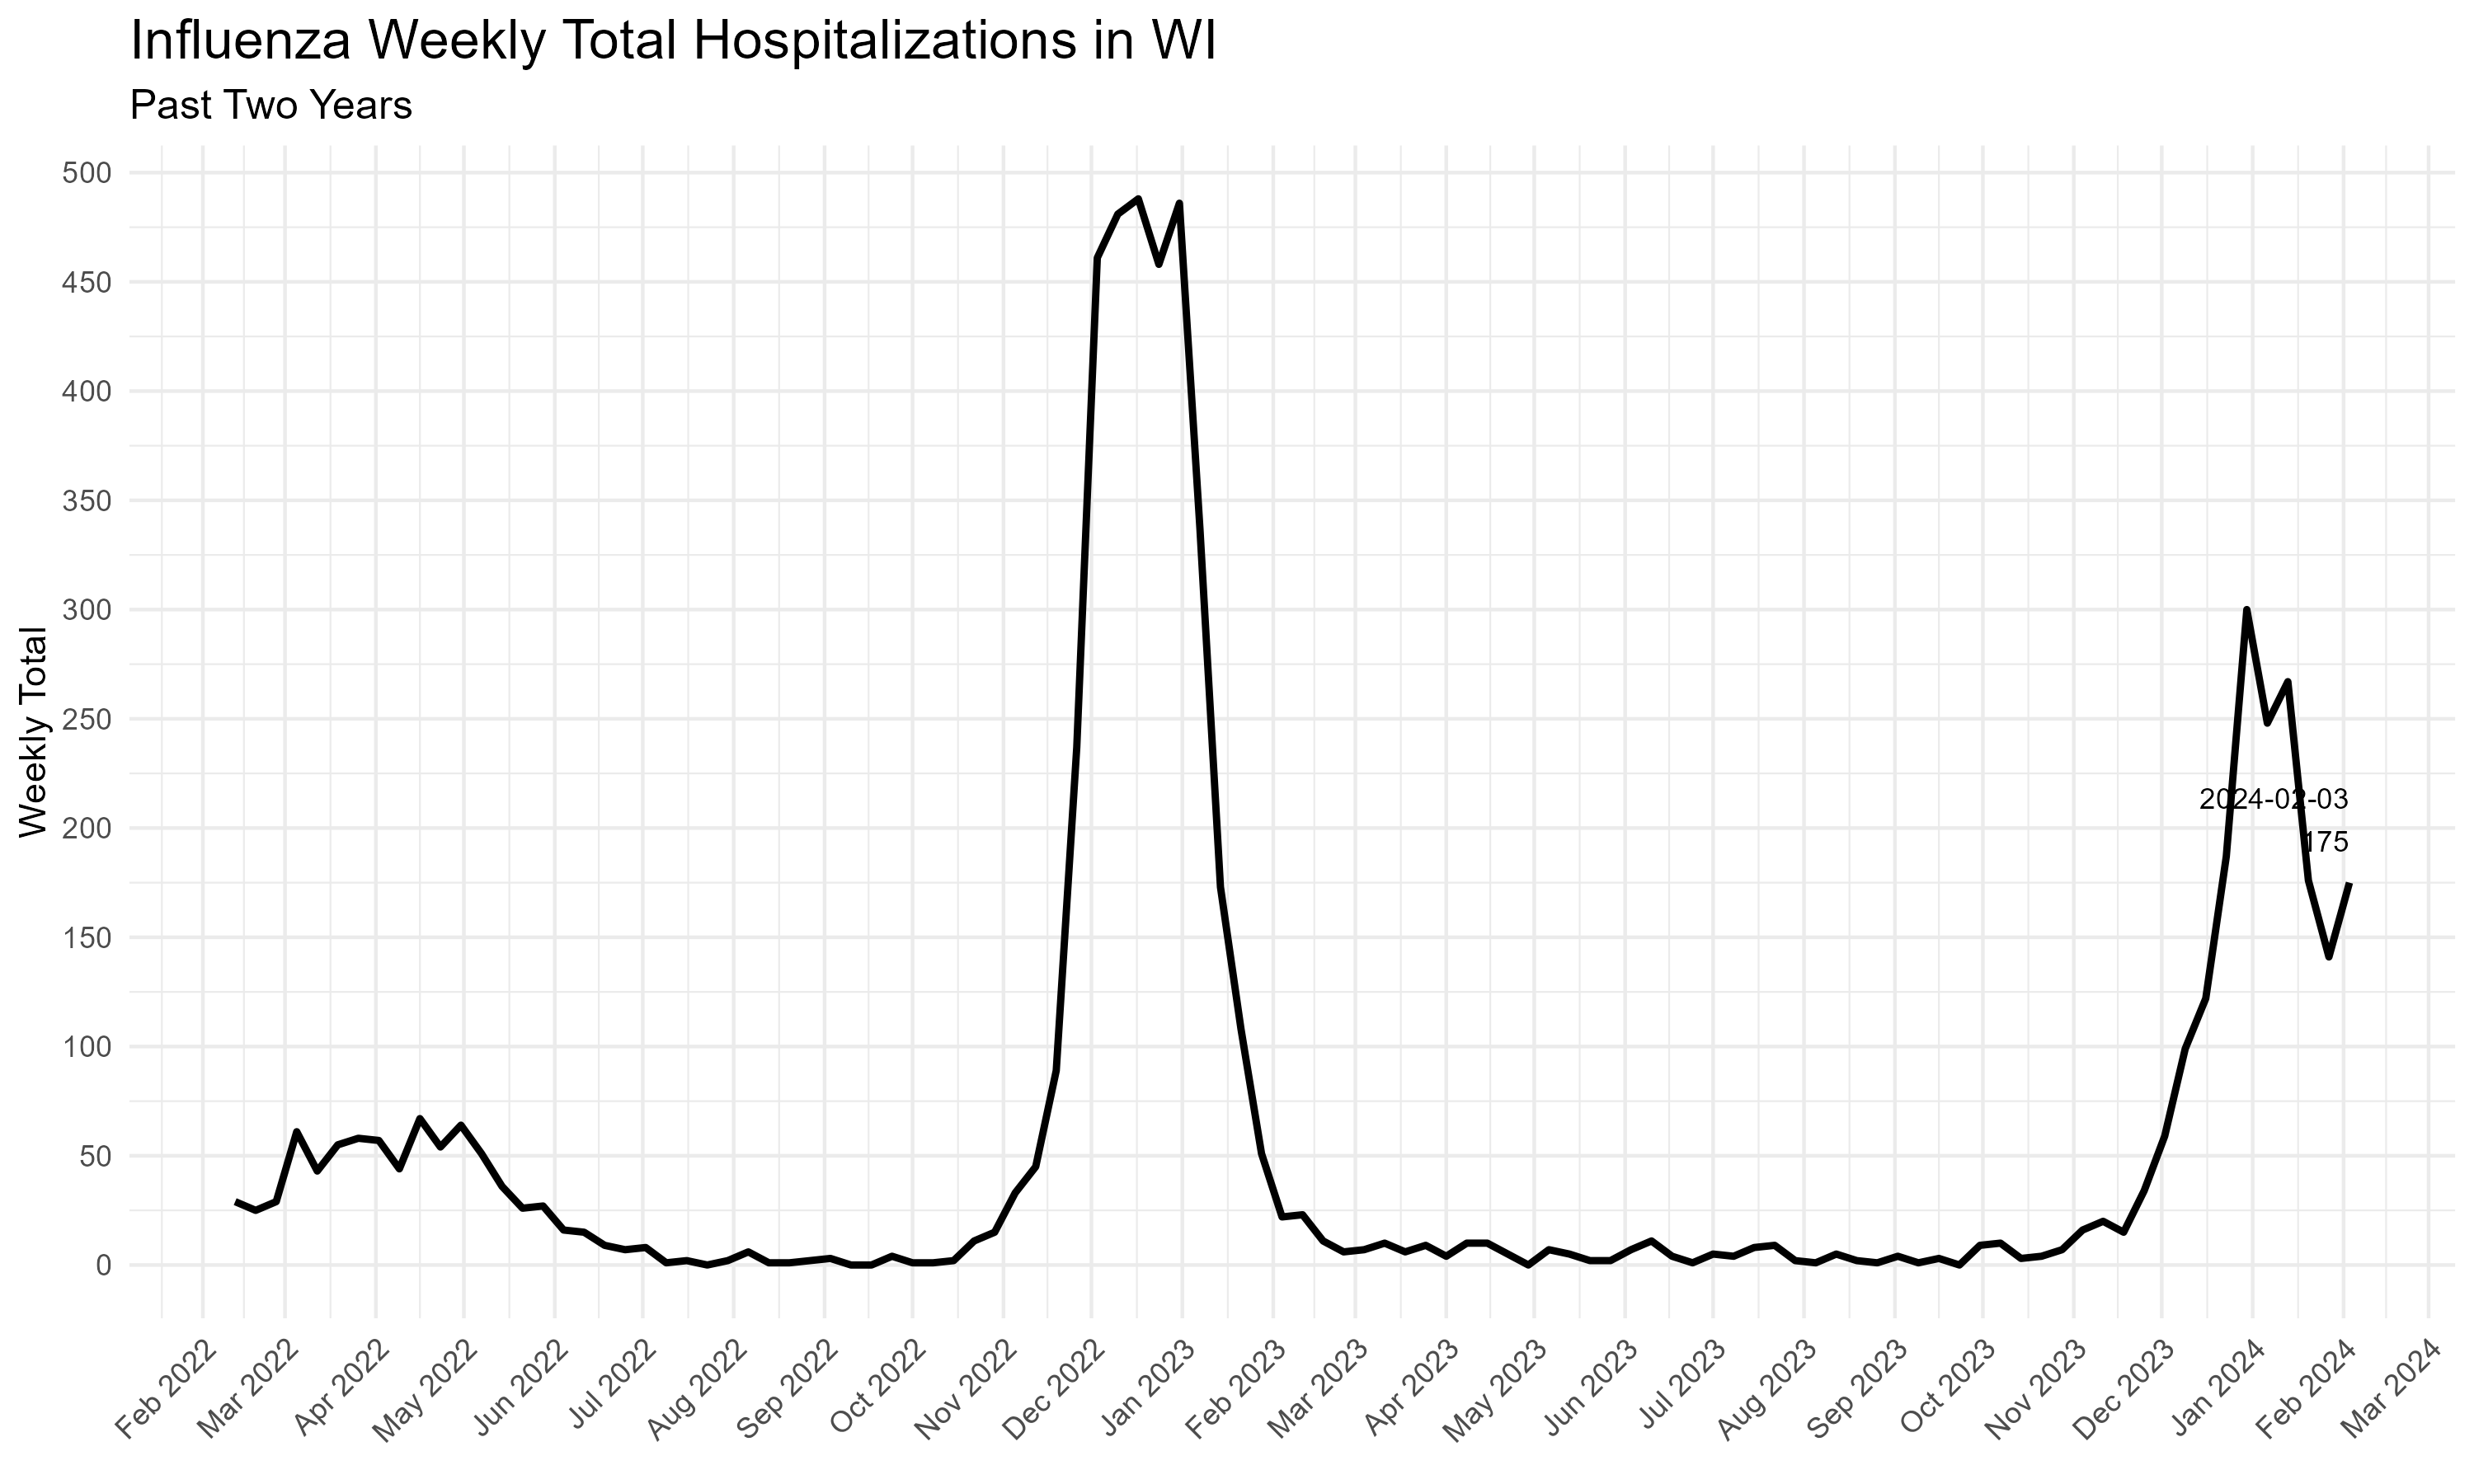 Influenza Weekly Total Hospitalizations in WI
Past Two Years
Weekly Total
500
450
400
350
300
250
200
150
100
50
0
2024-02-03
175
Feb 2022
Mar 2022
Apr 2022
May 2022
Jun 2022
Jul 2022
Aug 2022
Sep 2022
Oct 2022
Nov 2022
Dec 2022
Jan 2023
Feb 2023
Mar 2023
Apr 2023
May 2023
Jun 2023
Jul 2023
Aug 2023
Sep 2023
Oct 2023
Nov 2023
Dec 2023
Jan 2024
Feb 2024
Mar 2024